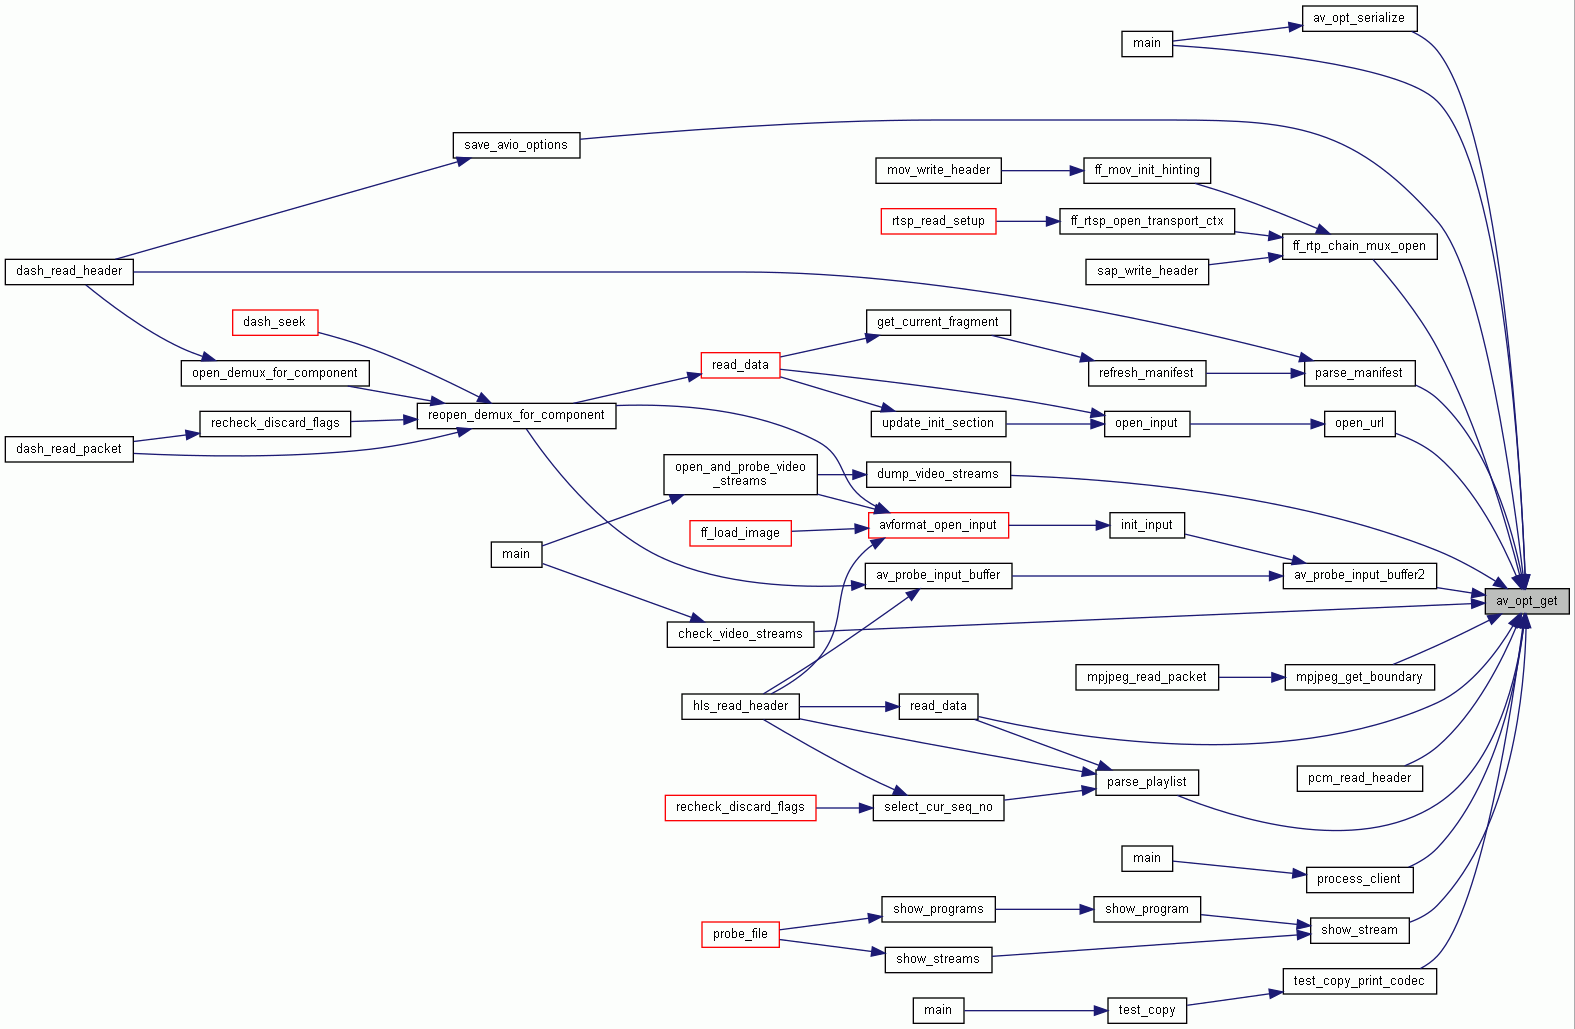 av_opt_serialize
main
save_avio_options
mov_write_header
ff_mov_init_hinting
rtsp_read_setup
ff_rtsp_open_transport_ctx
ff_rtp_chain_mux_open
sap_write_header
dash_read_header
dash_seek
get_current_fragment
open_demux_for_component
read_data
refresh_manifest
parse_manifest
reopen_demux_for_component
recheck_discard_flags
update_init_section
open_input
open_url
dash_read_packet
open_and_probe_video
_streams
dump_video_streams
ff_load_image
avformat_open_input
init_input
main
av_probe_input_buffer
av_probe_input_buffer2
av_opt_get
check_video_streams
mpjpeg_read_packet
mpjpeg_get_boundary
hls_read_header
read_data
pcm_read_header
parse_playlist
recheck_discard_flags
select_cur_seq_no
main
process_client
show_programs
show_program
probe_file
show_stream
show_streams
test_copy_print_codec
main
test_copy